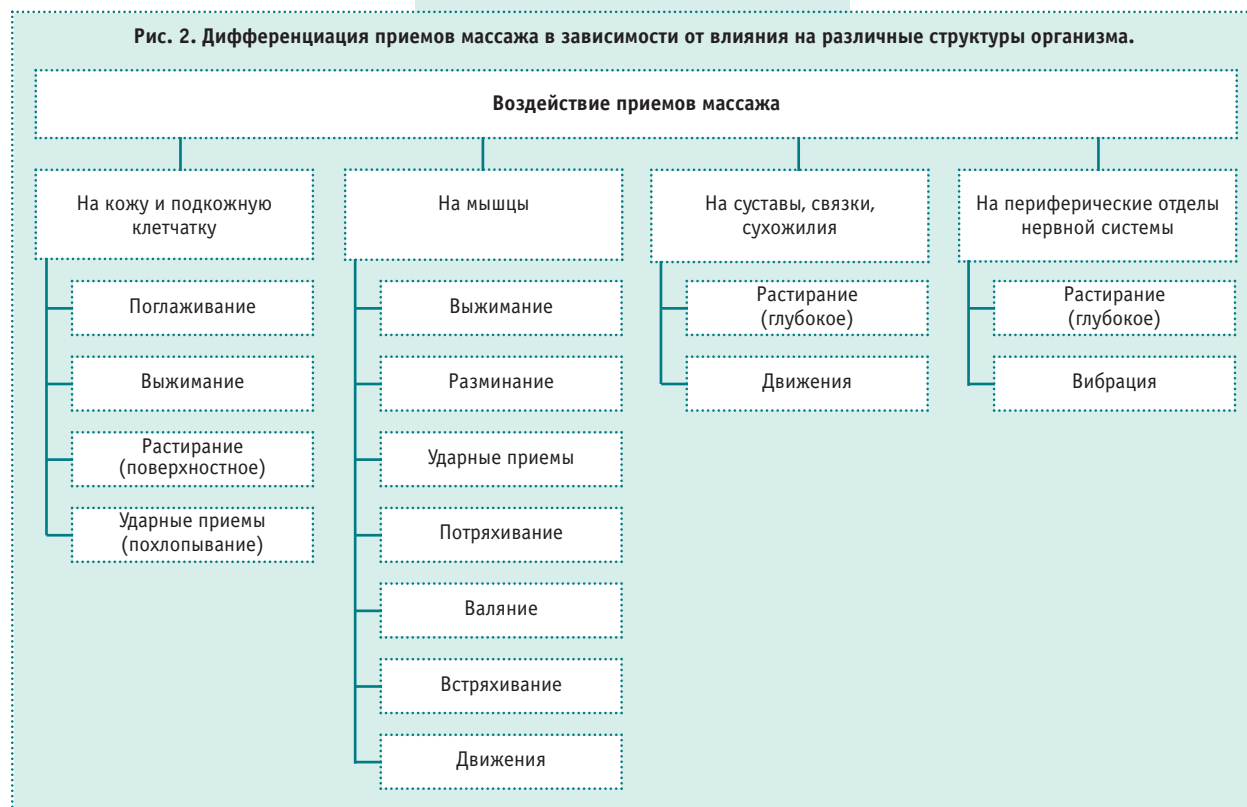 Рис. 2. Дифференциация приемов массажа в зависимости от влияния на различные структуры организма.
Воздействие приемов массажа
На кожу и подкожную
клетчатку
Поглаживание
Выжимание
Растирание
(поверхностное)
Ударные приемы
(похлопывание)
На мышцы
Выжимание
Разминание
Ударные приемы
Потряхивание
Валяние
Встряхивание
Движения
На суставы, связки,
сухожилия
Растирание
(глубокое)
Движения
На периферические отделы
нервной системы
Растирание
(глубокое)
Вибрация